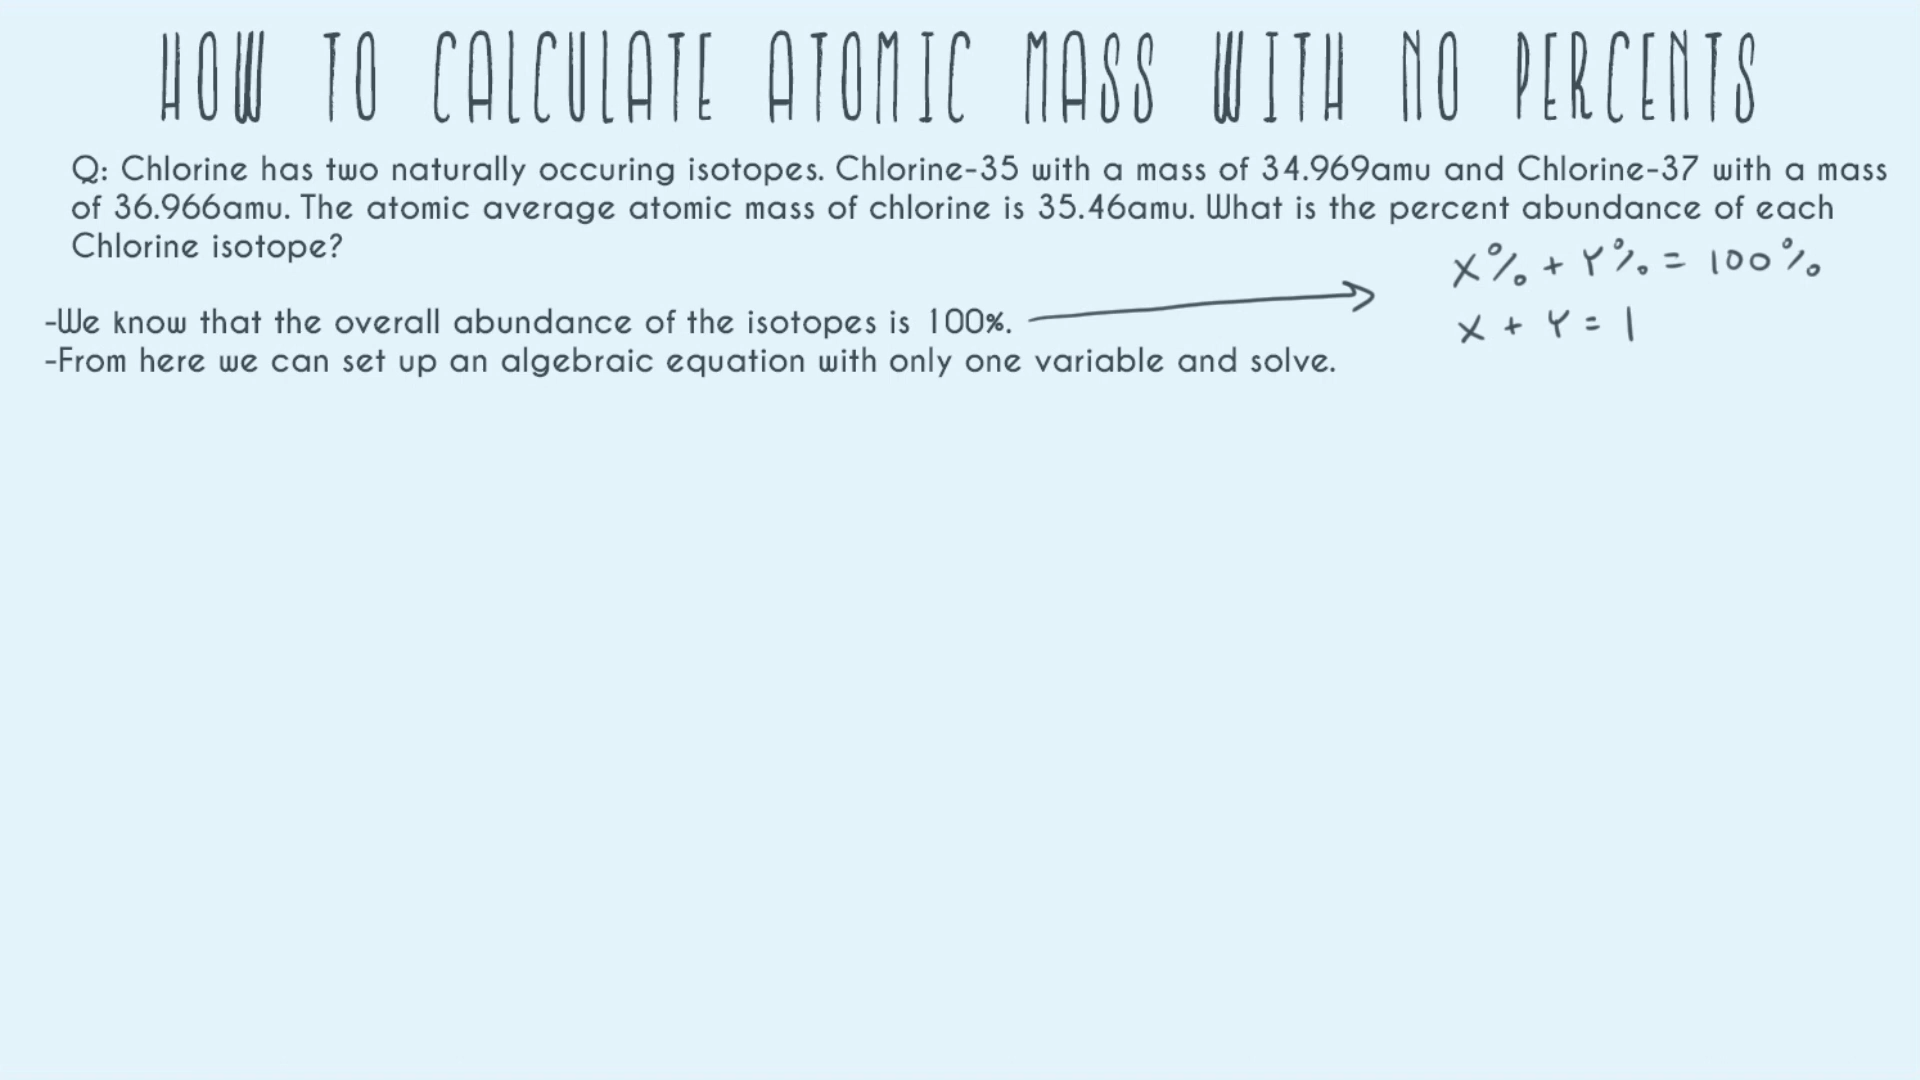 HOW TO CALCULATE ATOMIC MASS WITH NO PERCENTS
Q: Chlorine has two naturally occuring isotopes. Chlorine-35 with a mass of 34.969amu and Chlorine-37 with a mass
of 36.966amu. The atomic average atomic mass of chlorine is 35.46amu. What is the percent abundance of each
Chlorine isotope?
X% + Y% = 100%
-We know that the overall abundance of the isotopes is 100%.
X + Y = 1
-From here we can set up an algebraic equation with only one variable and solve.